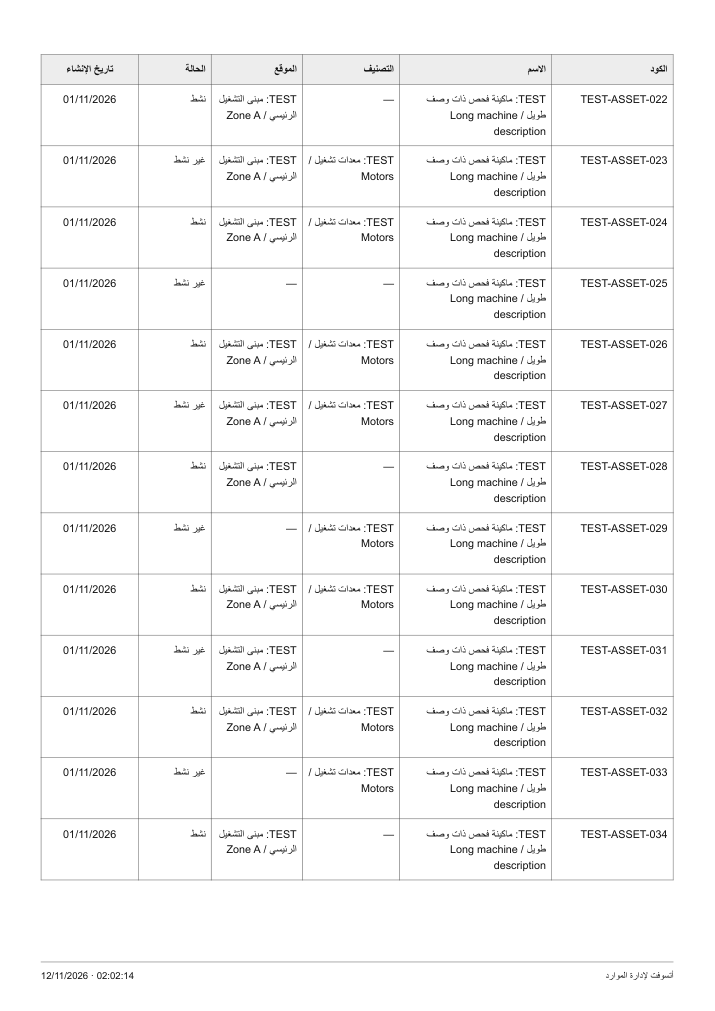 الكود الاسم التصنيف الموقع الحالة تاريخ الإنشاء
TEST-ASSET-022 TEST: ماكينة فحص ذات وصف — TEST: مبنى التشغيل نشط 01/11/2026
طويل / Long machine الرئيسي / Zone A
description
TEST-ASSET-023 TEST: ماكينة فحص ذات وصف TEST: معدات تشغيل / TEST: مبنى التشغيل غير نشط 01/11/2026
طويل / Long machine Motors الرئيسي / Zone A
description
TEST-ASSET-024 TEST: ماكينة فحص ذات وصف TEST: معدات تشغيل / TEST: مبنى التشغيل نشط 01/11/2026
طويل / Long machine Motors الرئيسي / Zone A
description
TEST-ASSET-025 TEST: ماكينة فحص ذات وصف — — غير نشط 01/11/2026
طويل / Long machine
description
TEST-ASSET-026 TEST: ماكينة فحص ذات وصف TEST: معدات تشغيل / TEST: مبنى التشغيل نشط 01/11/2026
طويل / Long machine Motors الرئيسي / Zone A
description
TEST-ASSET-027 TEST: ماكينة فحص ذات وصف TEST: معدات تشغيل / TEST: مبنى التشغيل غير نشط 01/11/2026
طويل / Long machine Motors الرئيسي / Zone A
description
TEST-ASSET-028 TEST: ماكينة فحص ذات وصف — TEST: مبنى التشغيل نشط 01/11/2026
طويل / Long machine الرئيسي / Zone A
description
TEST-ASSET-029 TEST: ماكينة فحص ذات وصف TEST: معدات تشغيل / — غير نشط 01/11/2026
طويل / Long machine Motors
description
TEST-ASSET-030 TEST: ماكينة فحص ذات وصف TEST: معدات تشغيل / TEST: مبنى التشغيل نشط 01/11/2026
طويل / Long machine Motors الرئيسي / Zone A
description
TEST-ASSET-031 TEST: ماكينة فحص ذات وصف — TEST: مبنى التشغيل غير نشط 01/11/2026
طويل / Long machine الرئيسي / Zone A
description
TEST-ASSET-032 TEST: ماكينة فحص ذات وصف TEST: معدات تشغيل / TEST: مبنى التشغيل نشط 01/11/2026
طويل / Long machine Motors الرئيسي / Zone A
description
TEST-ASSET-033 TEST: ماكينة فحص ذات وصف TEST: معدات تشغيل / — غير نشط 01/11/2026
طويل / Long machine Motors
description
TEST-ASSET-034 TEST: ماكينة فحص ذات وصف — TEST: مبنى التشغيل نشط 01/11/2026
طويل / Long machine الرئيسي / Zone A
description
أتسوفت لإدارة الموارد 12/11/2026 · 02:02:14